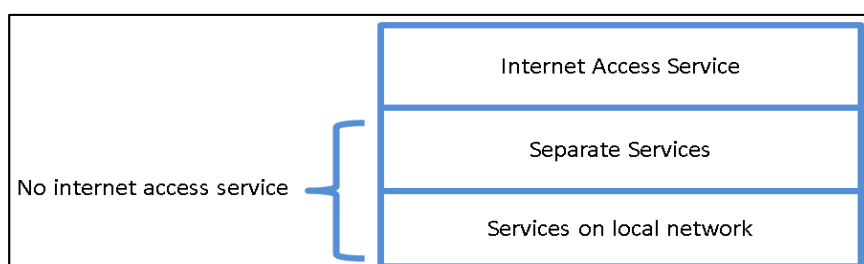 Internet Access Service
Separate Services
No internet access service
Services on local network